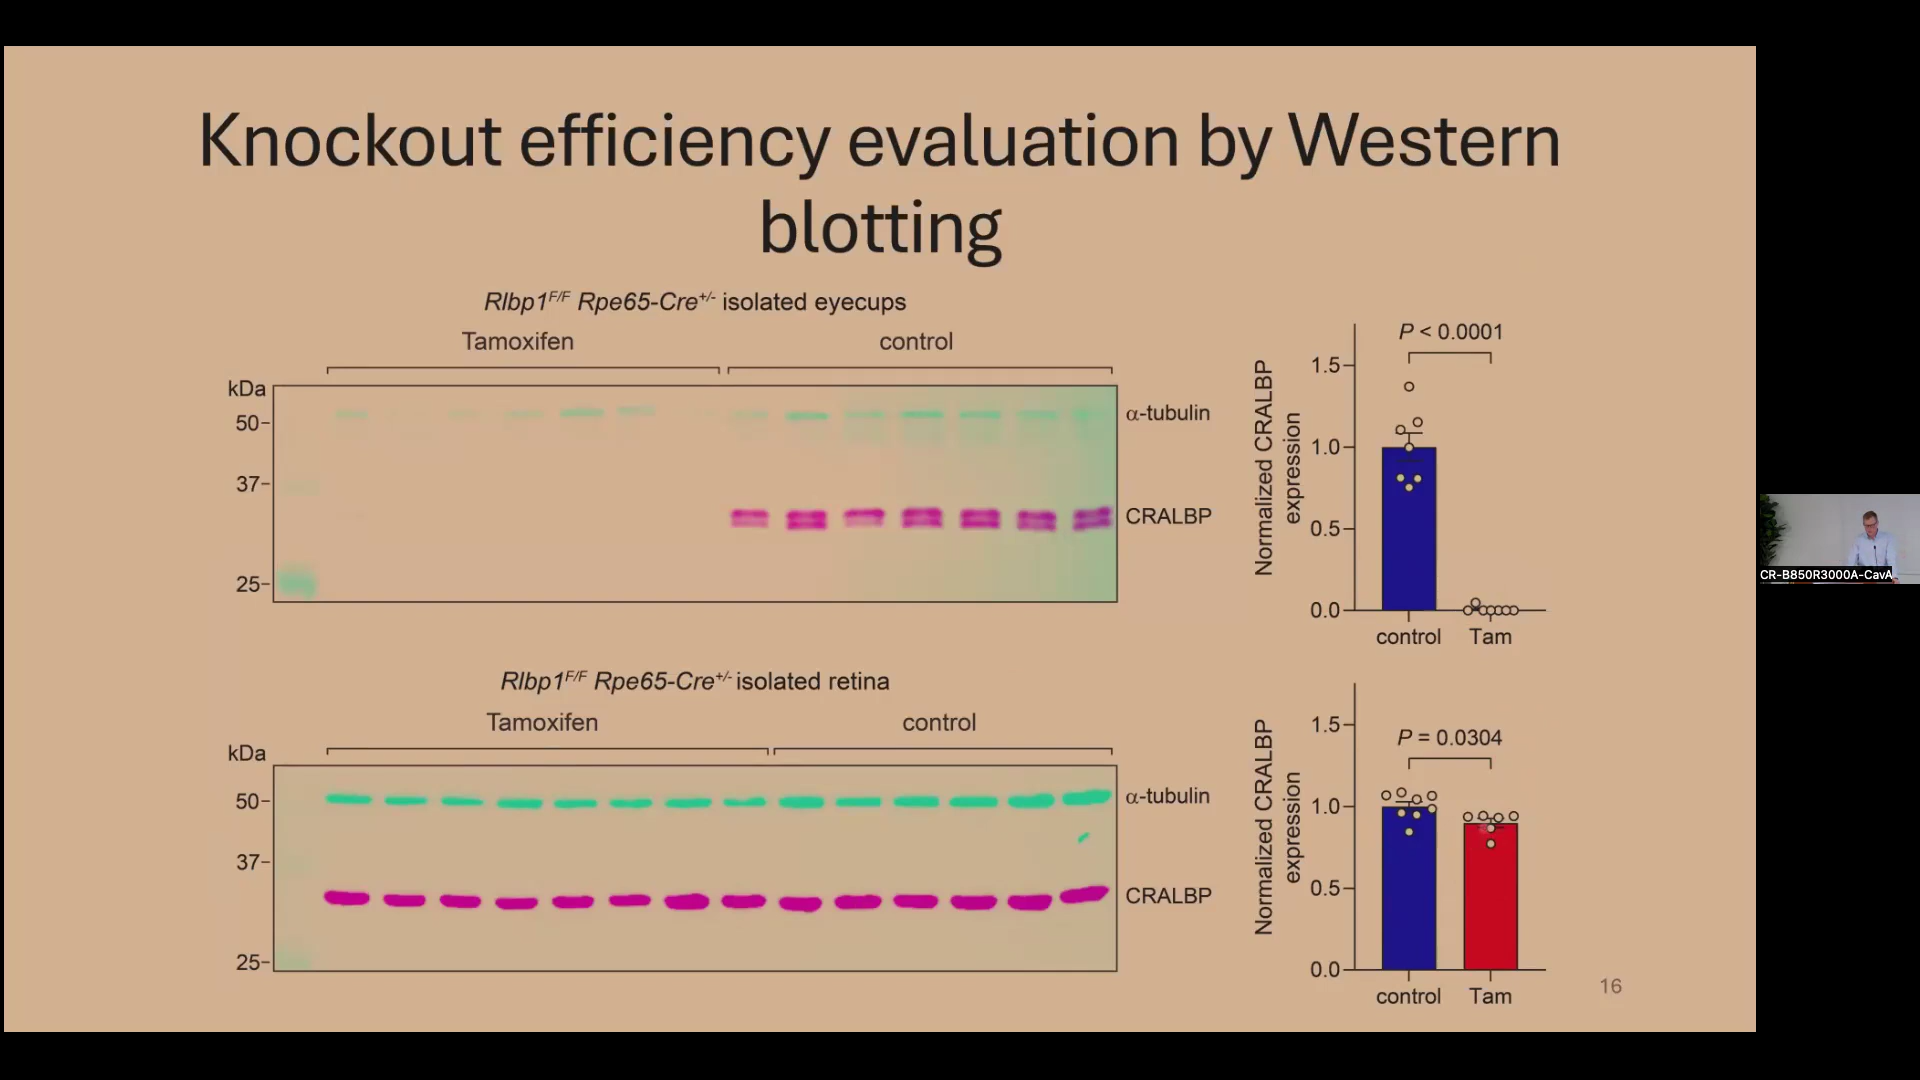 Knockout efficiency evaluation by Western
blotting
Rlbp1F/F Rpe65-Cre+/- isolated eyecups
Tamoxifen control
kDa
50-
37-
25-
α-tubulin
CRALBP
Normalized CRALBP
expression
P < 0.0001
1.5
1.0
0.5
0.0
control Tam
Rlbp1F/F Rpe65-Cre+/- isolated retina
Tamoxifen control
kDa
50-
37-
25-
α-tubulin
CRALBP
Normalized CRALBP
expression
P = 0.0304
1.5
1.0
0.5
0.0
control Tam
16
CR-B850R3000A-CavA